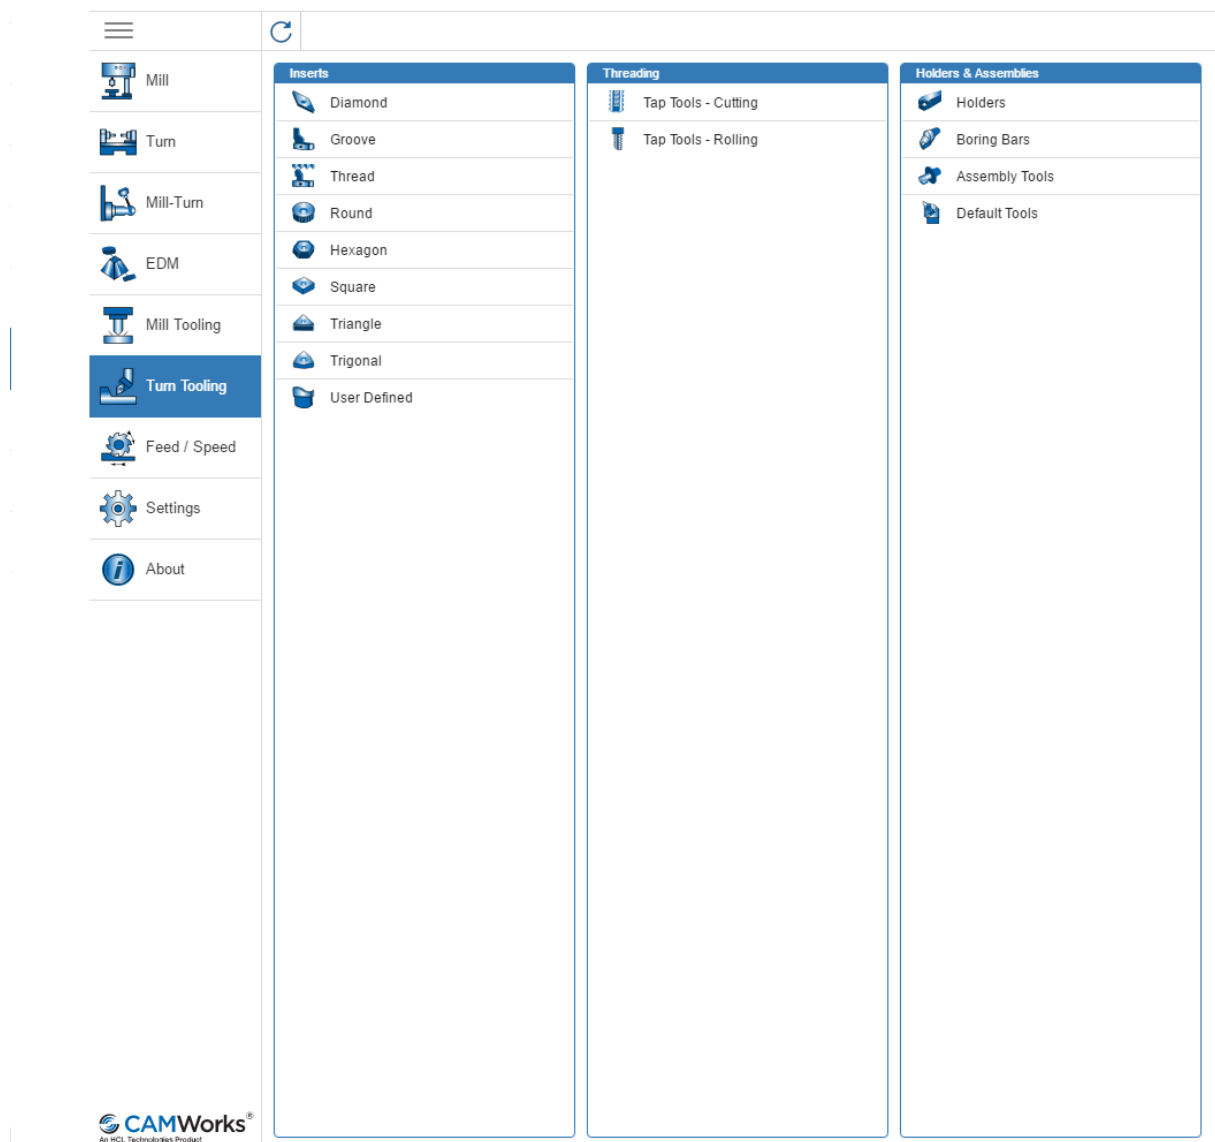 Mill
Turn
Mill-Turn
EDM
Mill Tooling
Turn Tooling
Feed / Speed
Settings
About
CAMWorks®
An HCL Technologies Product
Inserts
Diamond
Groove
Thread
Round
Hexagon
Square
Triangle
Trigonal
User Defined
Threading
Tap Tools - Cutting
Tap Tools - Rolling
Holders & Assemblies
Holders
Boring Bars
Assembly Tools
Default Tools